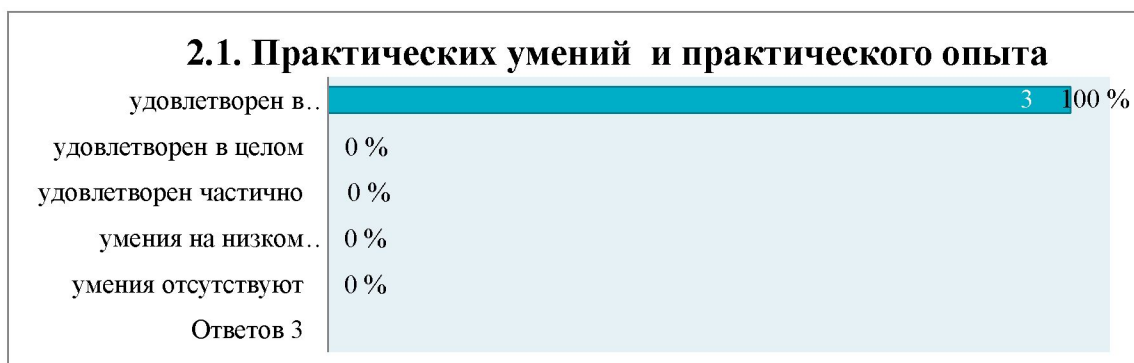 2.1. Практических умений и практического опыта
удовлетворен в.. 3 100 %
удовлетворен в целом 0 %
удовлетворен частично 0 %
умения на низком.. 0 %
умения отсутствуют 0 %
Ответов 3